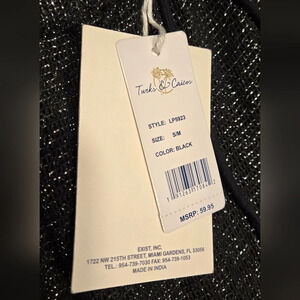 Turks & Caicos
STYLE: LP5923
SIZE: S/M
COLOR: BLACK
MSRP: 59.95
EXIST, INC.
1722 NW 215TH STREET, MIAMI GARDENS, FL 33056
TEL.: 954-739-7030 FAX: 954-739-1053
MADE IN INDIA